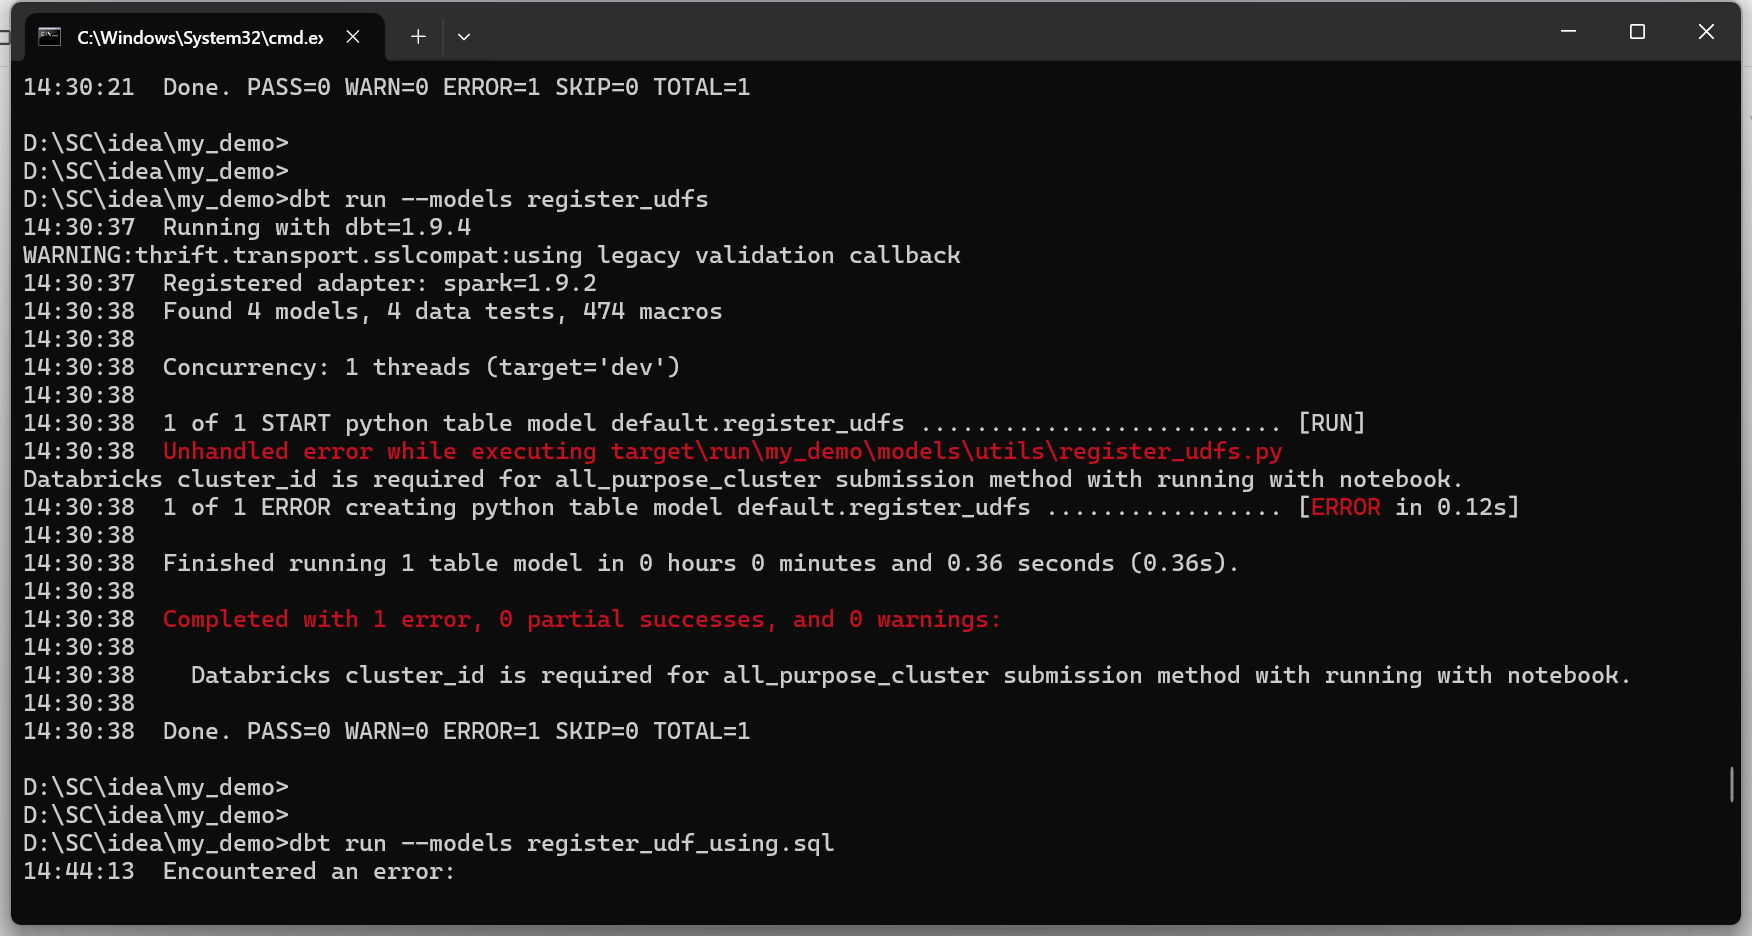 C:\Windows\System32\cmd.ex
14:30:21  Done. PASS=0 WARN=0 ERROR=1 SKIP=0 TOTAL=1
D:\SC\idea\my_demo>
D:\SC\idea\my_demo>
D:\SC\idea\my_demo>dbt run --models register_udfs
14:30:37  Running with dbt=1.9.4
WARNING:thrift.transport.sslcompat:using legacy validation callback
14:30:37  Registered adapter: spark=1.9.2
14:30:38  Found 4 models, 4 data tests, 474 macros
14:30:38
14:30:38  Concurrency: 1 threads (target='dev')
14:30:38
14:30:38  1 of 1 START python table model default.register_udfs .......................... [RUN]
14:30:38  Unhandled error while executing target\run\my_demo\models\utils\register_udfs.py
Databricks cluster_id is required for all_purpose_cluster submission method with running with notebook.
14:30:38  1 of 1 ERROR creating python table model default.register_udfs ................. [ERROR in 0.12s]
14:30:38
14:30:38  Finished running 1 table model in 0 hours 0 minutes and 0.36 seconds (0.36s).
14:30:38
14:30:38  Completed with 1 error, 0 partial successes, and 0 warnings:
14:30:38
14:30:38    Databricks cluster_id is required for all_purpose_cluster submission method with running with notebook.
14:30:38
14:30:38  Done. PASS=0 WARN=0 ERROR=1 SKIP=0 TOTAL=1
D:\SC\idea\my_demo>
D:\SC\idea\my_demo>
D:\SC\idea\my_demo>dbt run --models register_udf_using.sql
14:44:13  Encountered an error: